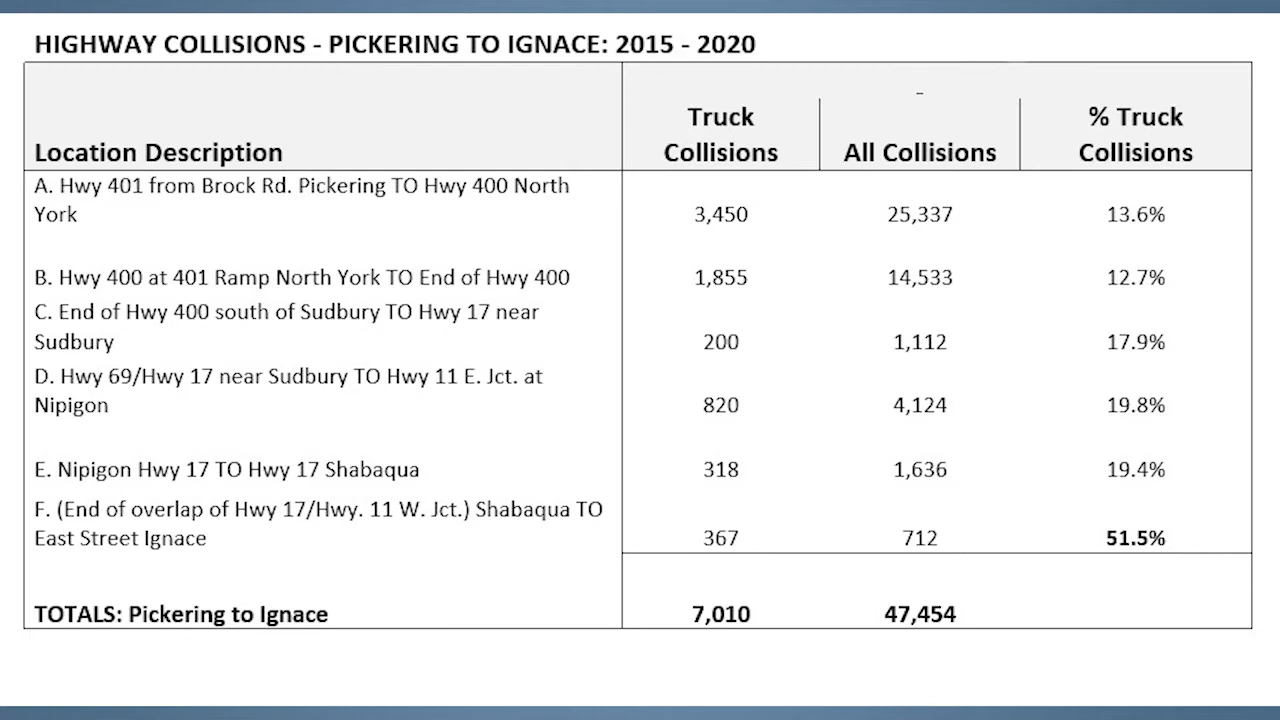 HIGHWAY COLLISIONS - PICKERING TO IGNACE: 2015 - 2020
Location Description
Truck Collisions
All Collisions
% Truck Collisions
A. Hwy 401 from Brock Rd. Pickering TO Hwy 400 North
York 3,450 25,337 13.6%
B. Hwy 400 at 401 Ramp North York TO End of Hwy 400 1,855 14,533 12.7%
C. End of Hwy 400 south of Sudbury TO Hwy 17 near
Sudbury 200 1,112 17.9%
D. Hwy 69/Hwy 17 near Sudbury TO Hwy 11 E. Jct. at
Nipigon 820 4,124 19.8%
E. Nipigon Hwy 17 TO Hwy 17 Shabaqua 318 1,636 19.4%
F. (End of overlap of Hwy 17/Hwy. 11 W. Jct.) Shabaqua TO
East Street Ignace 367 712 51.5%
TOTALS: Pickering to Ignace 7,010 47,454